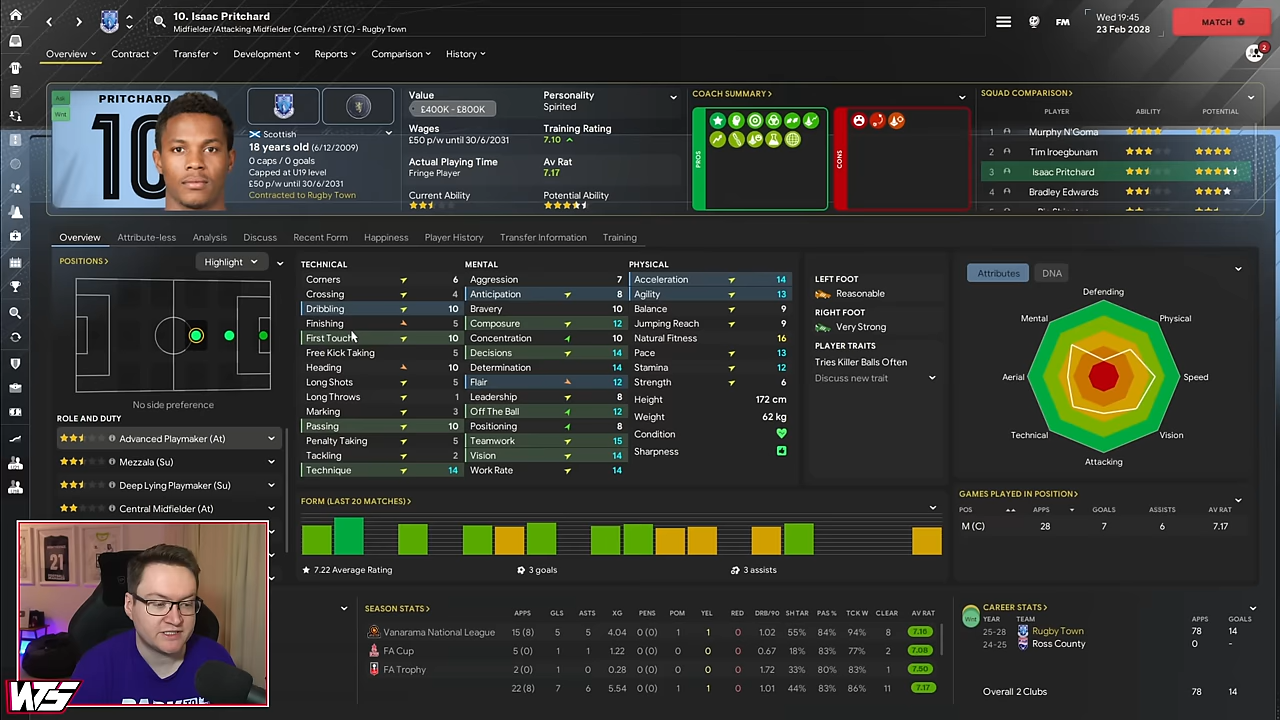 10. Isaac Pritchard
Midfielder/Attacking Midfielder (Centre) / ST (C) - Rugby Town
FM
Wed 19:45
23 Feb 2028
MATCH
2
Overview
Contract
Transfer
Development
Reports
Comparison
History
Ask
Wnt
PRITCHARD
10
Scottish
18 years old (6/12/2009)
0 caps / 0 goals
Capped at U19 level
£50 p/w until 30/6/2031
Contracted to Rugby Town
Value
£400K - £800K
Wages
£50 p/w until 30/6/2031
Actual Playing Time
Fringe Player
Current Ability
Personality
Spirited
Training Rating
7.10
Av Rat
7.17
Potential Ability
COACH SUMMARY >
PROS
CONS
SQUAD COMPARISON >
PLAYER ABILITY POTENTIAL
1 Murphy N'Goma
2 Tim Iroegbunam
3 Isaac Pritchard
4 Bradley Edwards
Overview Attribute-less Analysis Discuss Recent Form Happiness Player History Transfer Information Training
POSITIONS >
Highlight
No side preference
ROLE AND DUTY
Advanced Playmaker (At)
Mezzala (Su)
Deep Lying Playmaker (Su)
Central Midfielder (At)
TECHNICAL
Corners 6
Crossing 4
Dribbling 10
Finishing 5
First Touch 10
Free Kick Taking 5
Heading 10
Long Shots 5
Long Throws 1
Marking 3
Passing 10
Penalty Taking 5
Tackling 2
Technique 14
MENTAL
Aggression 7
Anticipation 8
Bravery 10
Composure 12
Concentration 10
Decisions 14
Determination 14
Flair 12
Leadership 8
Off The Ball 12
Positioning 8
Teamwork 15
Vision 14
Work Rate 14
PHYSICAL
Acceleration 14
Agility 13
Balance 9
Jumping Reach 9
Natural Fitness 16
Pace 13
Stamina 12
Strength 6
Height 172 cm
Weight 62 kg
Condition
Sharpness
LEFT FOOT
Reasonable
RIGHT FOOT
Very Strong
PLAYER TRAITS
Tries Killer Balls Often
Discuss new trait
Attributes
DNA
Defending
Mental
Physical
Aerial
Speed
Technical
Vision
Attacking
FORM (LAST 20 MATCHES) >
7.22 Average Rating
3 goals
3 assists
GAMES PLAYED IN POSITION >
POS APPS GOALS ASSISTS AV RAT
M (C) 28 7 6 7.17
SEASON STATS >
APPS GLS ASTS XG PENS POM YEL RED DRB/90 SH TAR PAS % TCK W CLEAR AV RAT
Vanarama National League 15 (8) 5 5 4.04 0 (0) 1 1 0 1.02 55% 84% 94% 8 7.16
FA Cup 5 (0) 1 1 1.22 0 (0) 0 0 0 0.67 18% 83% 77% 2 7.08
FA Trophy 2 (0) 1 0 0.28 0 (0) 0 0 0 1.72 33% 80% 83% 1 7.50
22 (8) 7 6 5.54 0 (0) 1 1 0 1.01 44% 83% 86% 11 7.17
Wnt
CAREER STATS >
YEAR TEAM APPS GOALS
25-28 Rugby Town 78 14
24-25 Ross County 0 -
Overall 2 Clubs 78 14
21
WTS